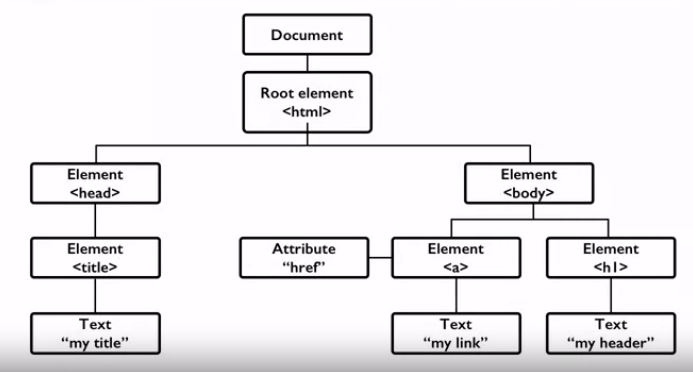 Document
Root element
<html>
Element
<head>
Element
<body>
Element
<title>
Attribute
“href”
Element
<a>
Element
<h1>
Text
“my title”
Text
“my link”
Text
“my header”